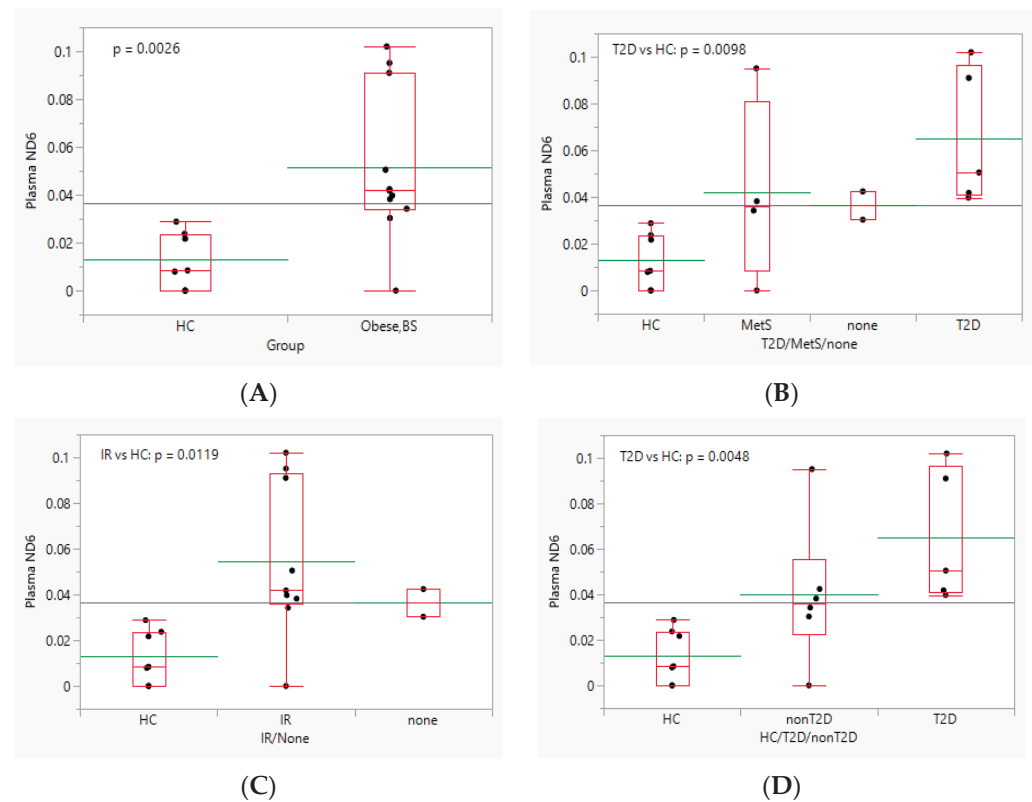 p = 0.0026
0.1
0.08
0.06
0.04
0.02
0
Plasma ND6
HC Obese,BS
Group
(A)
T2D vs HC: p = 0.0098
0.1
0.08
0.06
0.04
0.02
0
Plasma ND6
HC MetS none T2D
T2D/MetS/none
(B)
IR vs HC: p = 0.0119
0.1
0.08
0.06
0.04
0.02
0
Plasma ND6
HC IR none
IR/None
(C)
T2D vs HC: p = 0.0048
0.1
0.08
0.06
0.04
0.02
0
Plasma ND6
HC nonT2D T2D
HC/T2D/nonT2D
(D)